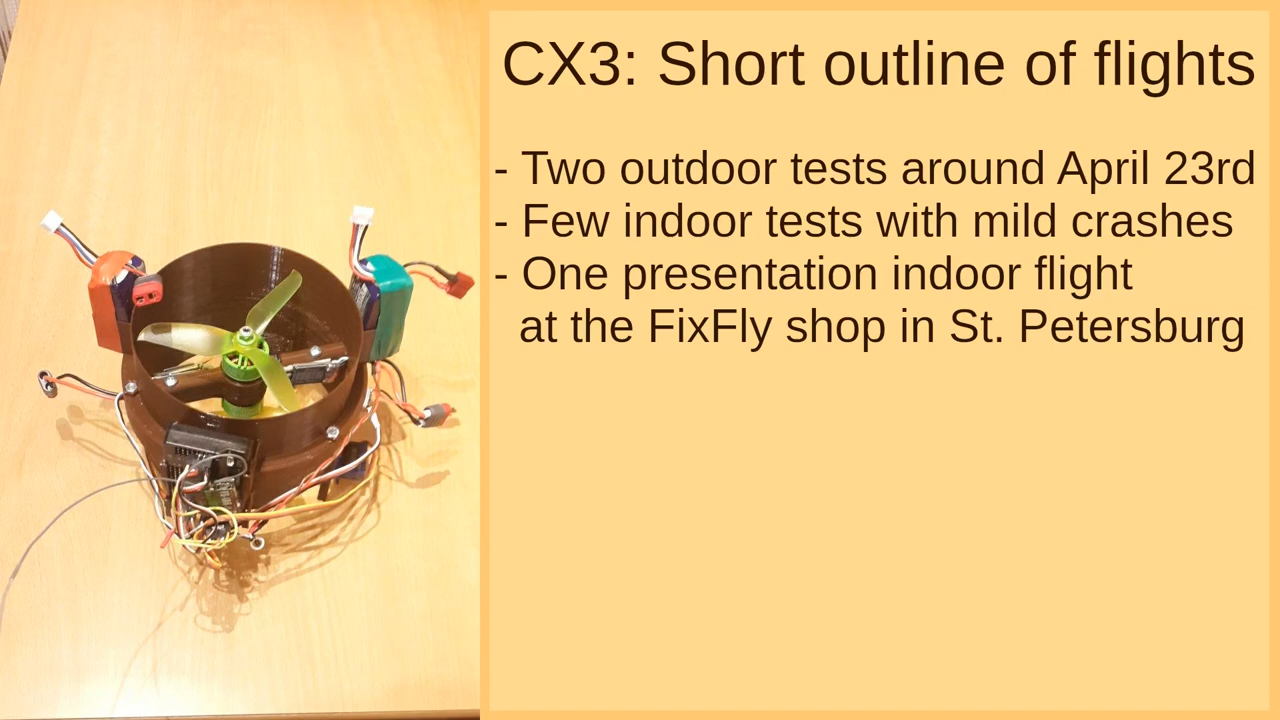 CX3: Short outline of flights
- Two outdoor tests around April 23rd
- Few indoor tests with mild crashes
- One presentation indoor flight
at the FixFly shop in St. Petersburg